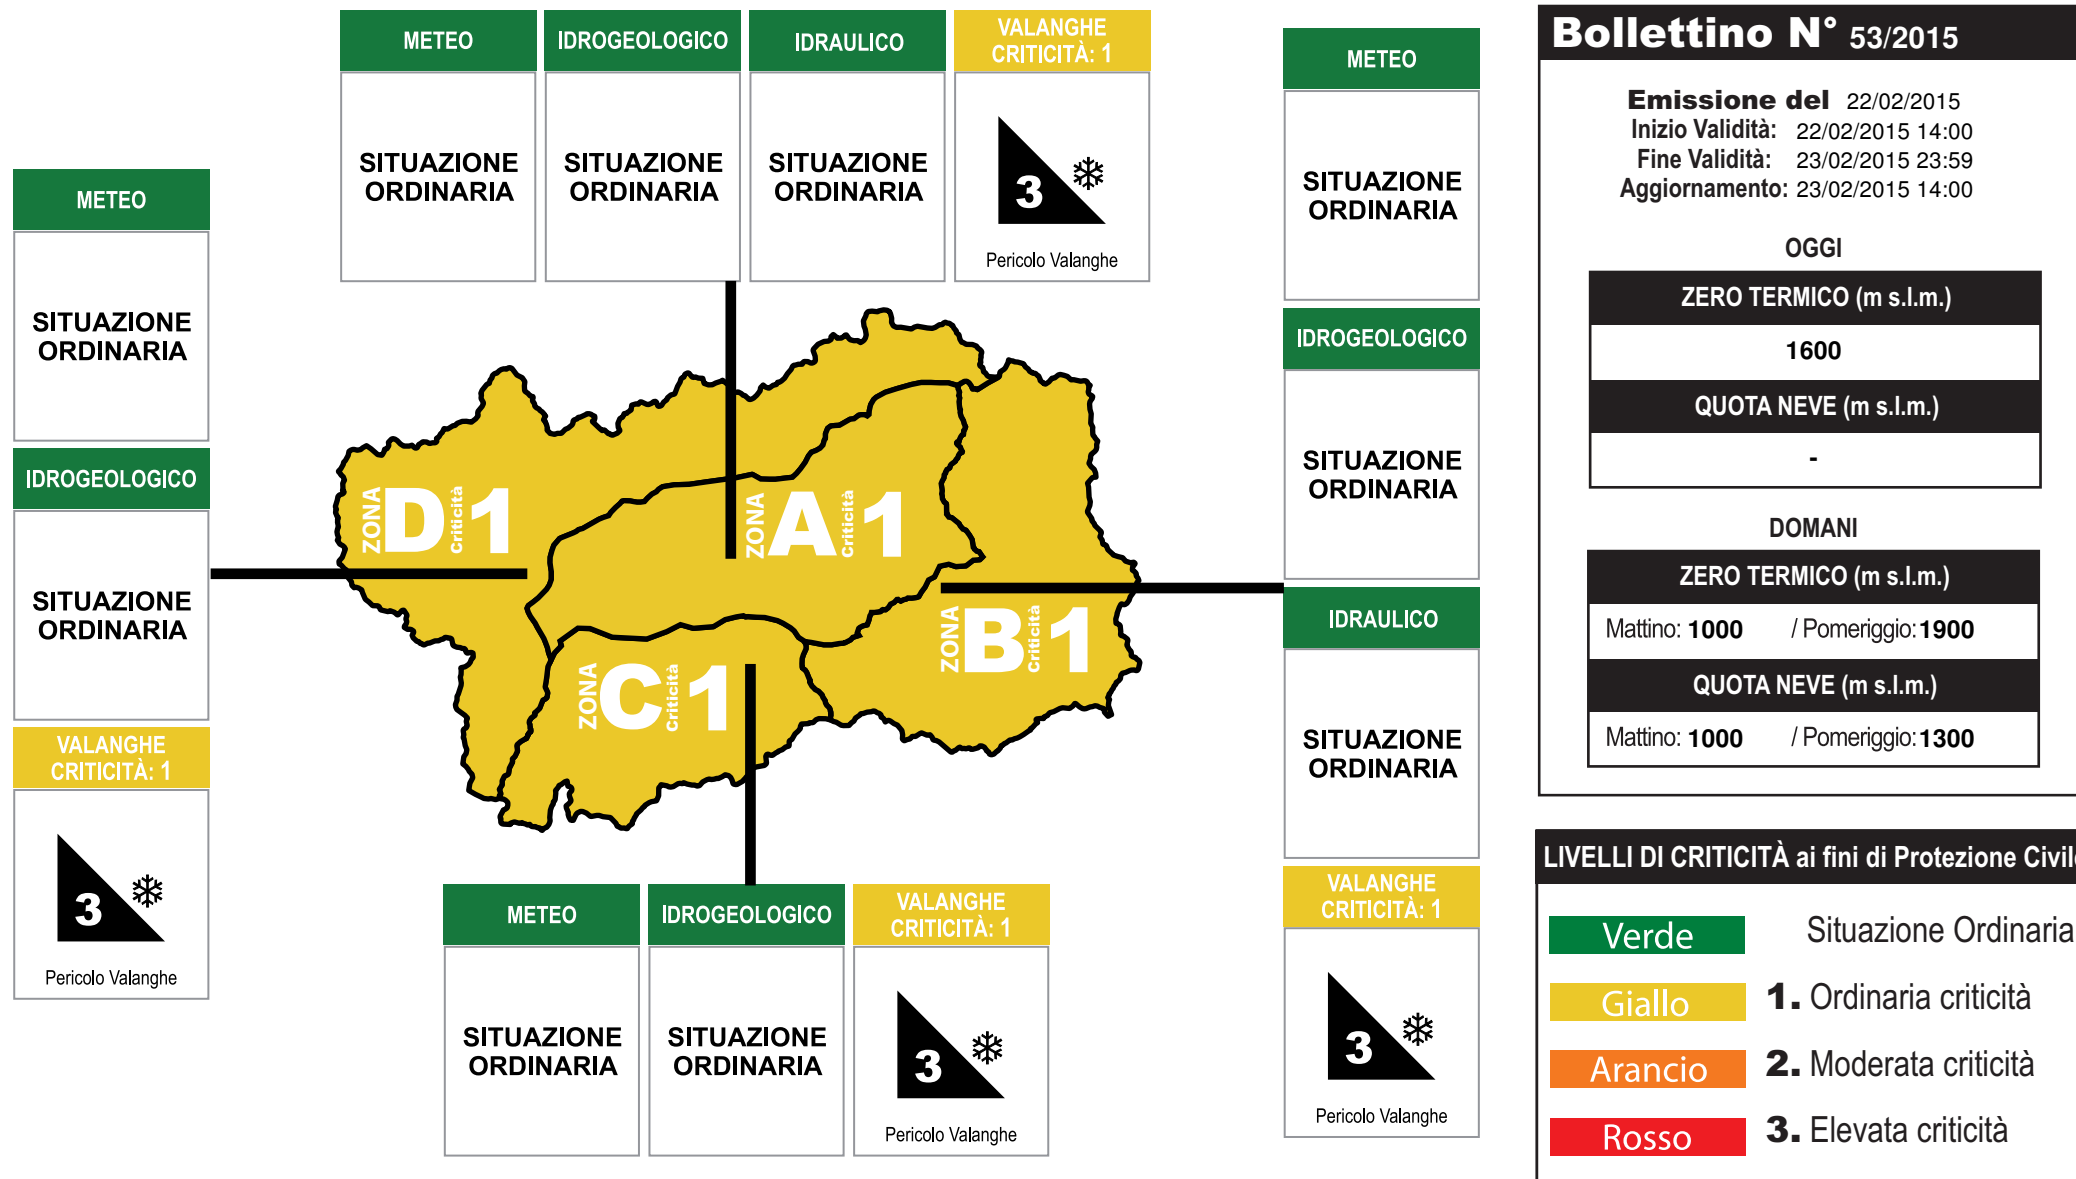 METEO
SITUAZIONE
ORDINARIA
IDROGEOLOGICO
SITUAZIONE
ORDINARIA
IDRAULICO
SITUAZIONE
ORDINARIA
VALANGHE
CRITICITÀ: 1
3
Pericolo Valanghe
METEO
SITUAZIONE
ORDINARIA
IDROGEOLOGICO
SITUAZIONE
ORDINARIA
VALANGHE
CRITICITÀ: 1
3
Pericolo Valanghe
ZONA D Criticità 1
ZONA A Criticità 1
ZONA B Criticità 1
ZONA C Criticità 1
METEO
SITUAZIONE
ORDINARIA
IDROGEOLOGICO
SITUAZIONE
ORDINARIA
VALANGHE
CRITICITÀ: 1
3
Pericolo Valanghe
METEO
SITUAZIONE
ORDINARIA
IDROGEOLOGICO
SITUAZIONE
ORDINARIA
IDRAULICO
SITUAZIONE
ORDINARIA
VALANGHE
CRITICITÀ: 1
3
Pericolo Valanghe
Bollettino N° 53/2015
Emissione del 22/02/2015
Inizio Validità: 22/02/2015 14:00
Fine Validità: 23/02/2015 23:59
Aggiornamento: 23/02/2015 14:00
OGGI
ZERO TERMICO (m s.l.m.)
1600
QUOTA NEVE (m s.l.m.)
-
DOMANI
ZERO TERMICO (m s.l.m.)
Mattino: 1000 / Pomeriggio: 1900
QUOTA NEVE (m s.l.m.)
Mattino: 1000 / Pomeriggio: 1300
LIVELLI DI CRITICITÀ ai fini di Protezione Civil
Verde Situazione Ordinaria
Giallo 1. Ordinaria criticità
Arancio 2. Moderata criticità
Rosso 3. Elevata criticità